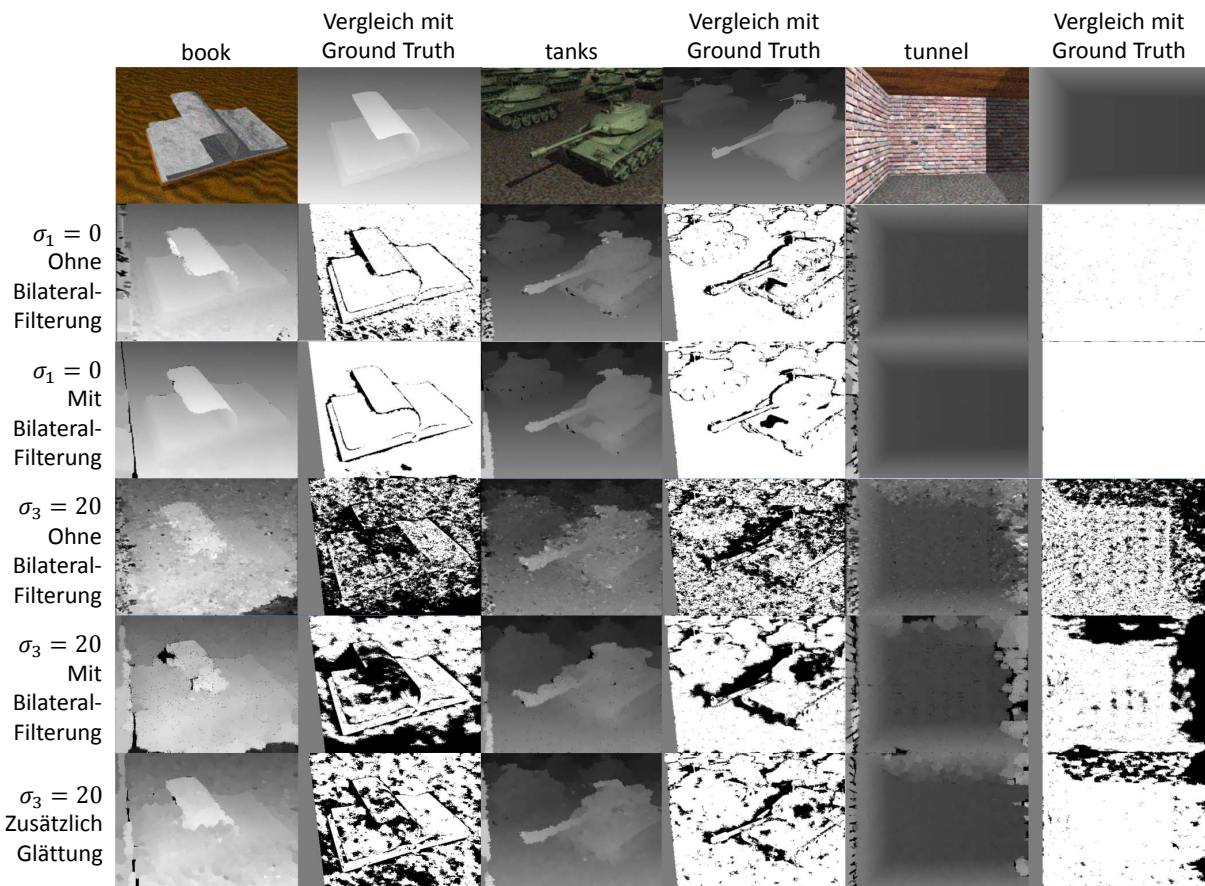 book
Vergleich mit
Ground Truth
tanks
Vergleich mit
Ground Truth
tunnel
Vergleich mit
Ground Truth
σ₁ = 0
Ohne
Bilateral-
Filterung
σ₁ = 0
Mit
Bilateral-
Filterung
σ₃ = 20
Ohne
Bilateral-
Filterung
σ₃ = 20
Mit
Bilateral-
Filterung
σ₃ = 20
Zusätzlich
Glättung